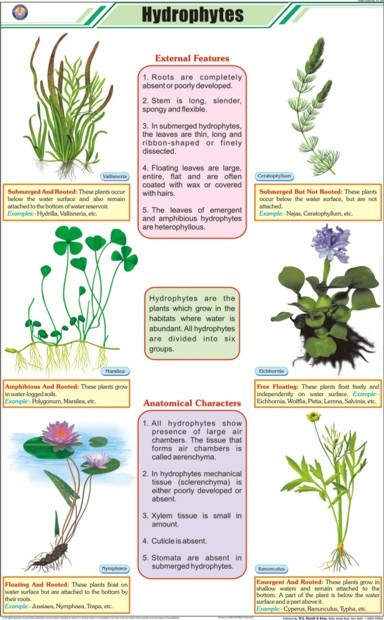 Hydrophytes
External Features
1. Roots are completely
absent or poorly developed.
2. Stem is long, slender,
spongy and flexible.
3. In submerged hydrophytes,
the leaves are thin, long and
ribbon-shaped or finely
dissected.
4. Floating leaves are large,
entire, flat and are often
coated with wax or covered
with hairs.
5. The leaves of emergent
and amphibious hydrophytes
are heterophyllous.
Vallisneria
Submerged And Rooted: These plants occur
below the water surface and also remain
attached to the bottom of water reservoir.
Examples:- Hydrilla, Vallisneria, etc.
Ceratophyllum
Submerged But Not Rooted: These plants
occur below the water surface, but are not
attached.
Example:- Najas, Ceratophyllum, etc.
Hydrophytes are the
plants which grow in the
habitats where water is
abundant. All hydrophytes
are divided into six
groups.
Marsilea
Amphibious And Rooted: These plants grow
in water-logged soils.
Example:- Polygonum, Marsilea, etc.
Eichhornia
Free Floating: These plants float freely and
independently on water surface. Example:-
Eichhornia, Wolffia, Pistia, Lemna, Salvinia, etc.
Anatomical Characters
1. All hydrophytes show
presence of large air
chambers. The tissue that
forms air chambers is
called aerenchyma.
2. In hydrophytes mechanical
tissue (sclerenchyma) is
either poorly developed or
absent.
3. Xylem tissue is small in
amount.
4. Cuticle is absent.
5. Stomata are absent in
submerged hydrophytes.
Nymphaea
Floating And Rooted: These plants float on
water surface but are attached to the bottom by
their roots.
Example:- Jussiaea, Nymphaea, Trapa, etc.
Ranunculus
Emergent And Rooted: These plants grow in
shallow waters and remain attached to the
bottom. A part of the plant is below the water
surface and a part above it.
Example:- Cyperus, Ranunculus, Typha, etc.